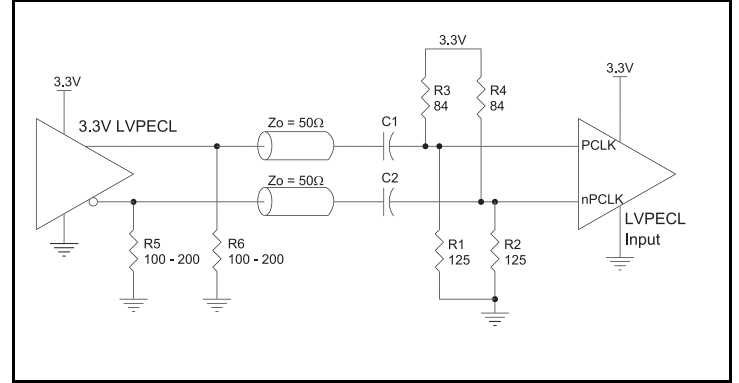 3.3V
3.3V
3.3V
3.3V LVPECL
R3
84
R4
84
Zo = 50Ω
C1
PCLK
Zo = 50Ω
C2
nPCLK
LVPECL
Input
R5
100 - 200
R6
100 - 200
R1
125
R2
125